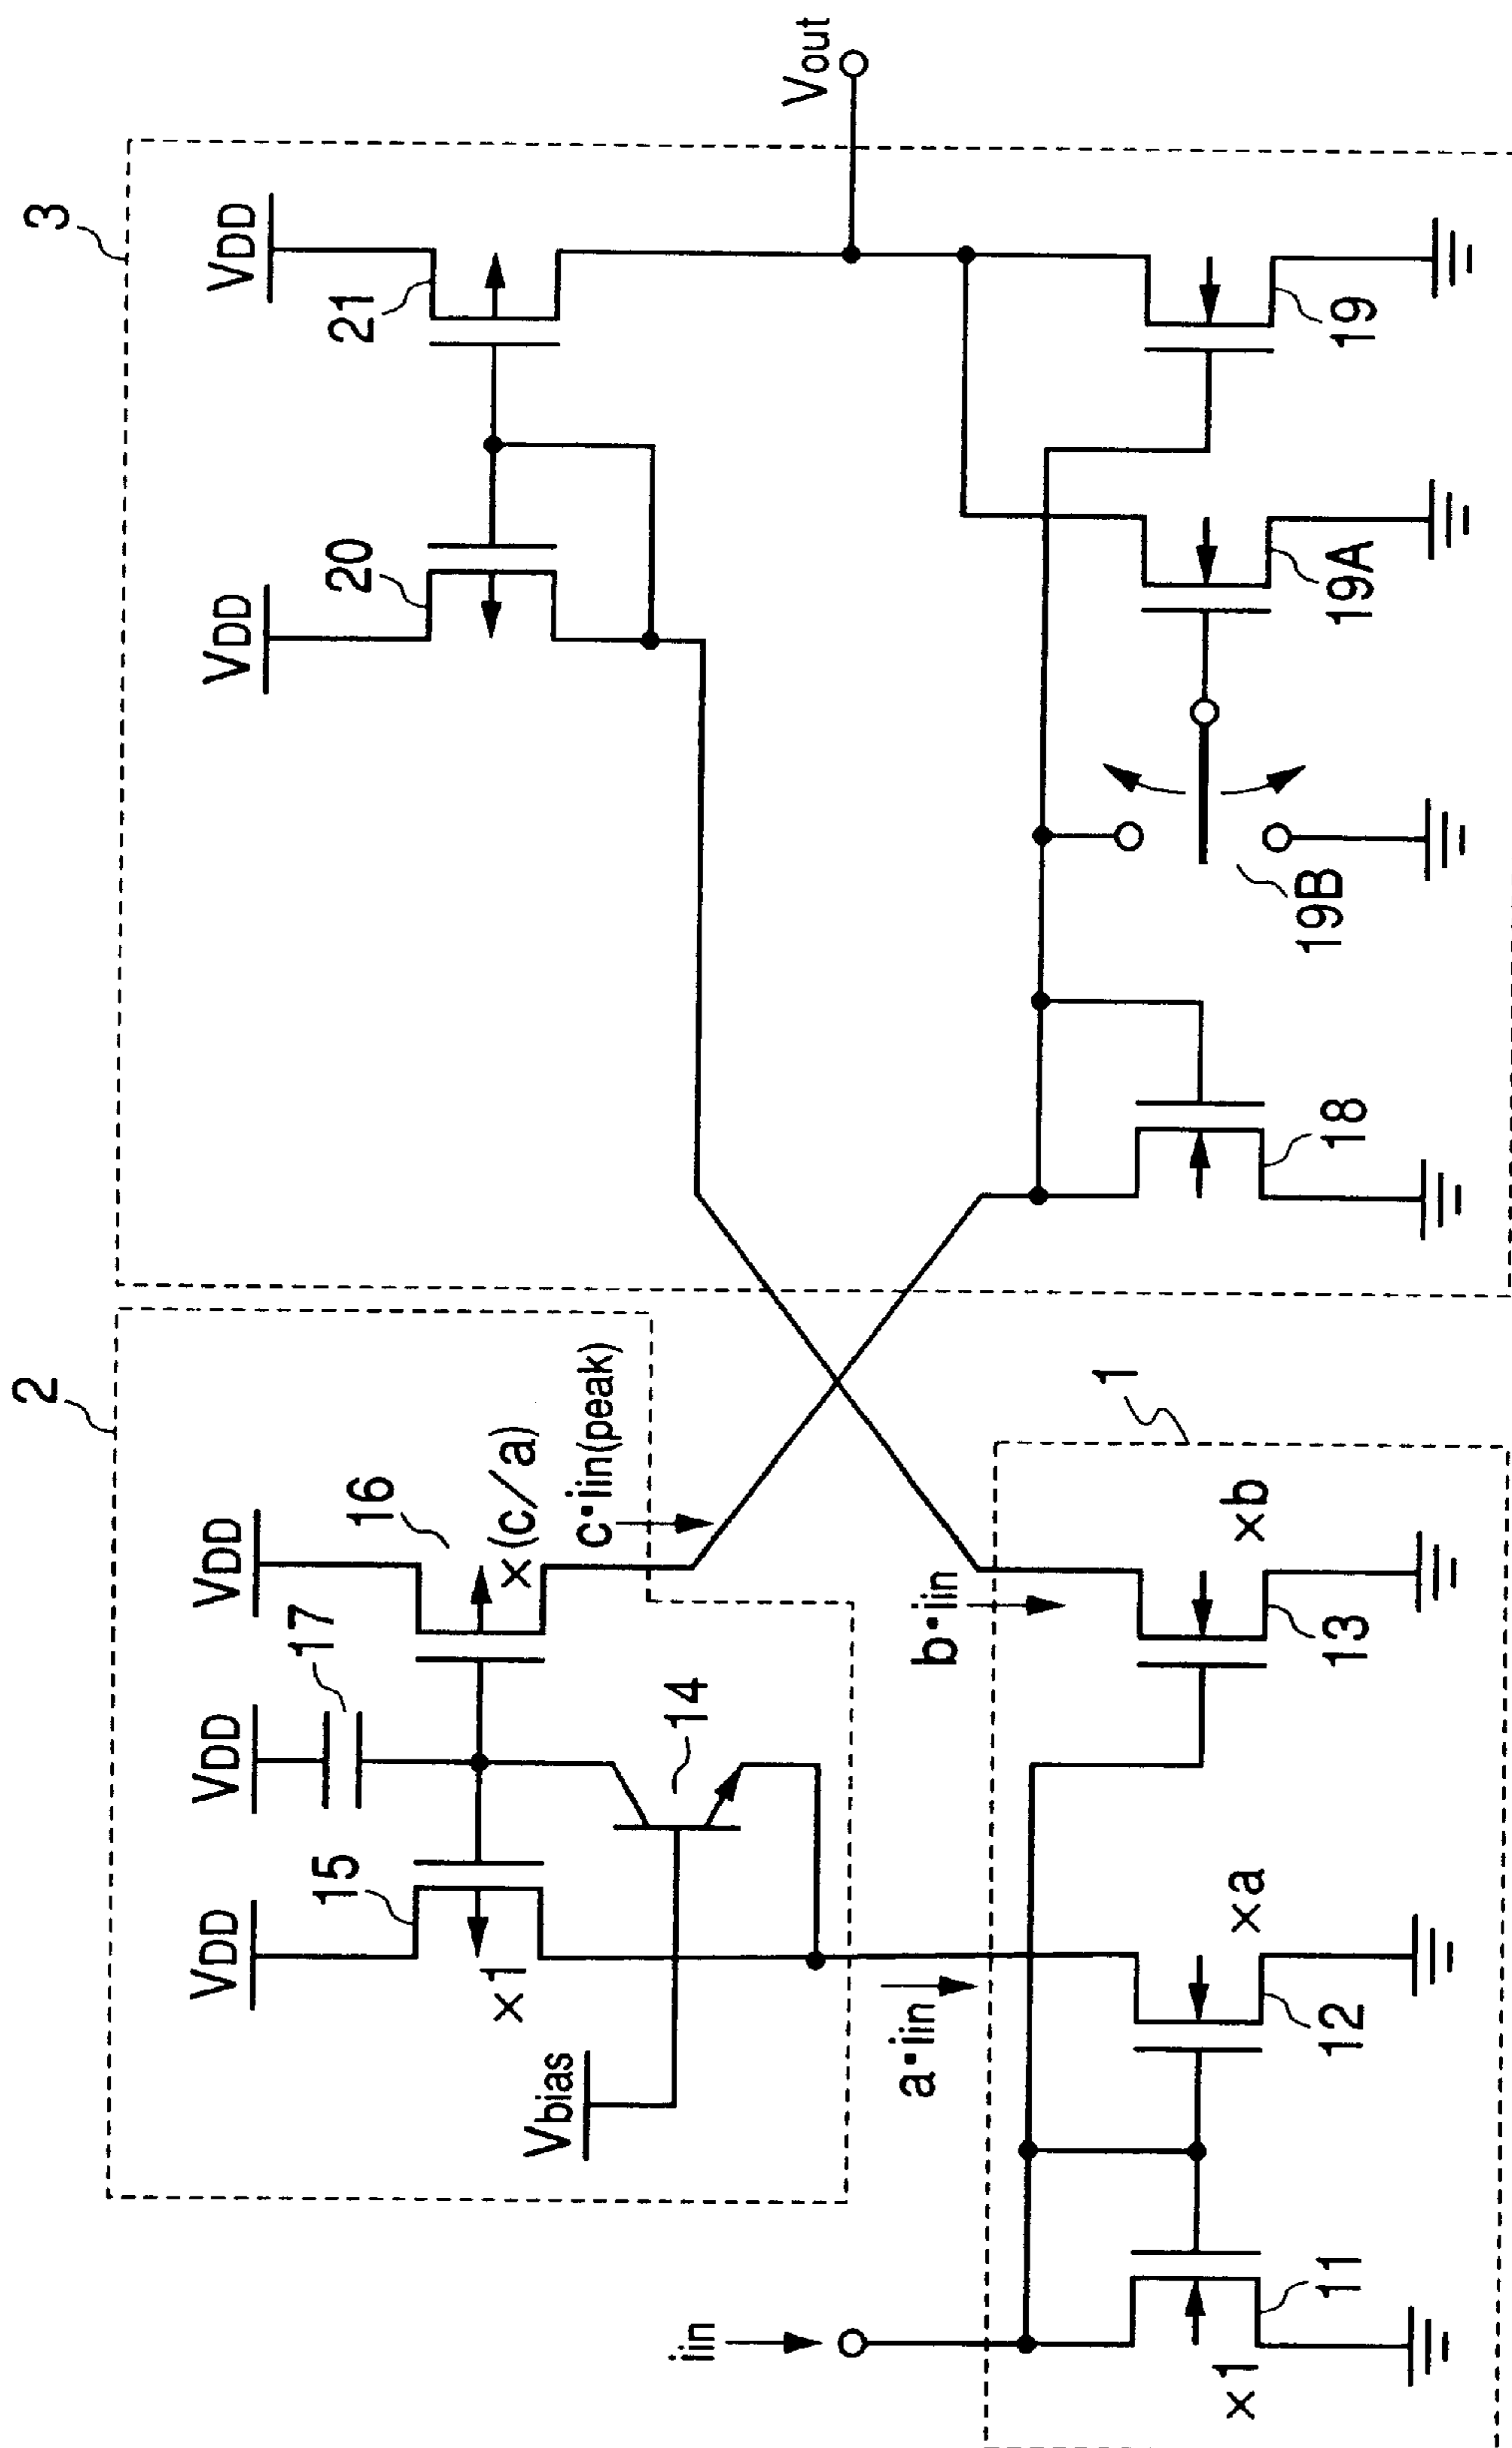 2
3
VDD
VDD
VDD
VDD
VDD
17
15
16
20
21
×1
×(c/a)
14
Vbias
c•iin(peak)
Vout
a•iin
b•iin
iin
1
×1
11
×a
12
×b
13
18
19B
19A
19